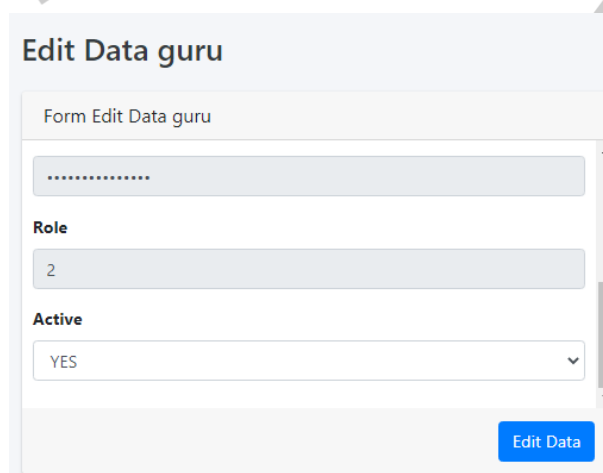 Edit Data guru
Form Edit Data guru
•••••••••••••••
Role
2
Active
YES
Edit Data